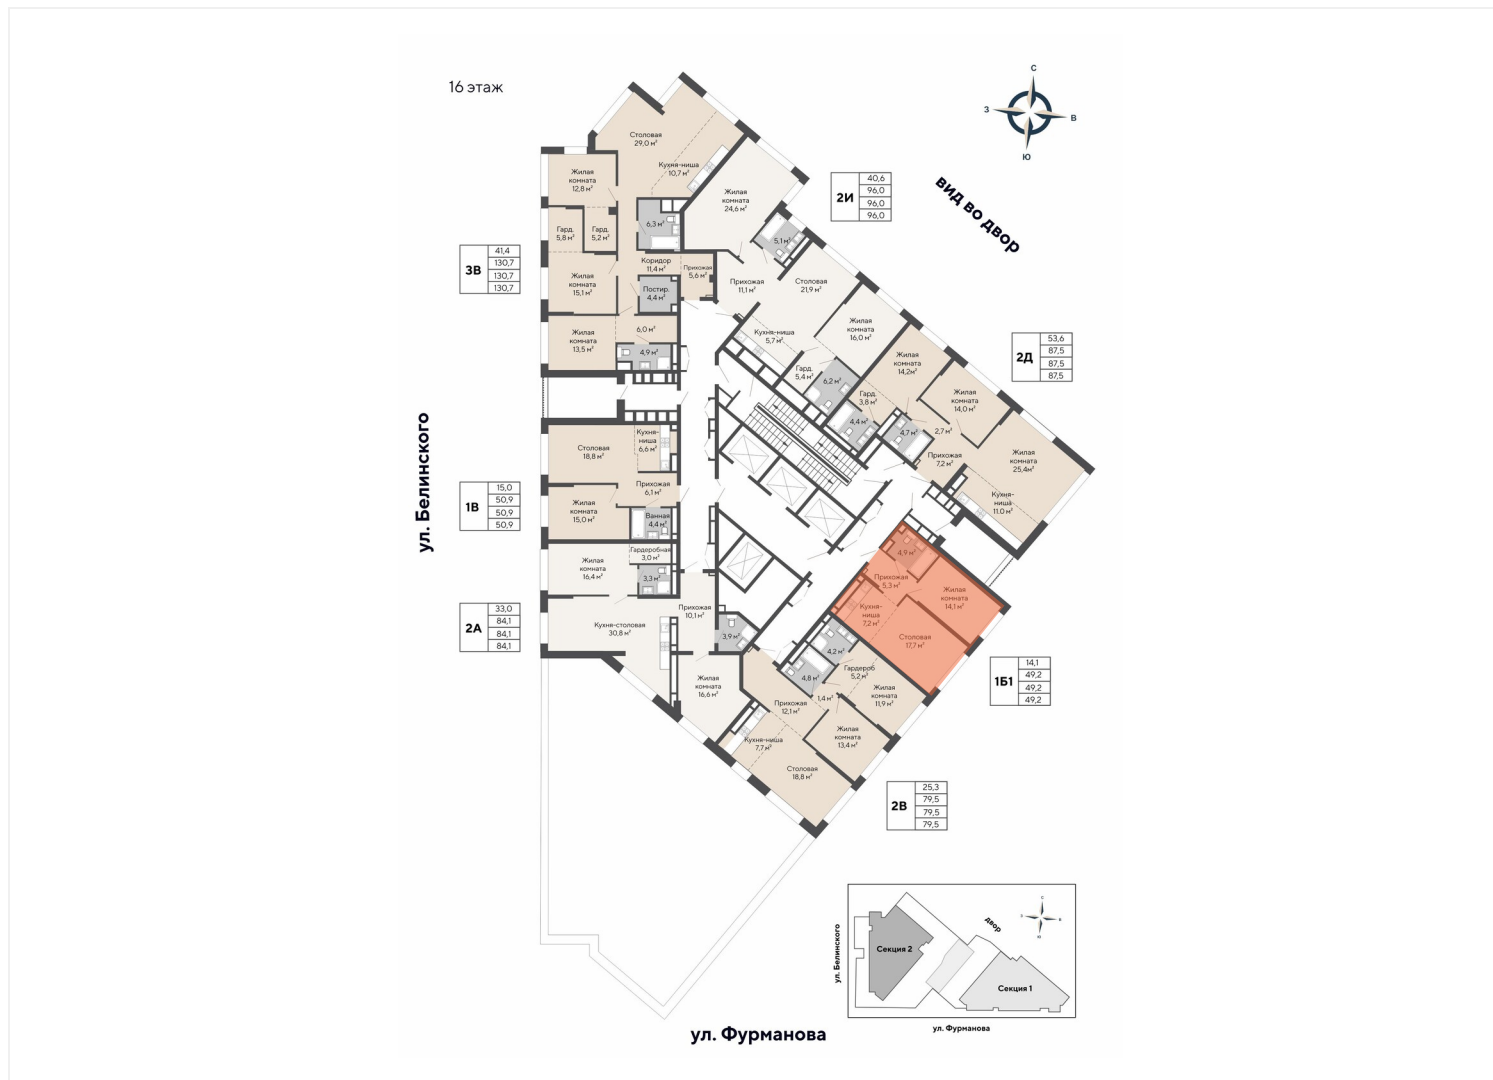 16 этаж
С
З
В
Ю
вид во двор
ул. Белинского
ул. Фурманова
3В
41,4
130,7
130,7
130,7
Столовая
29,0 м²
Кухня-ниша
10,7 м²
Жилая
комната
12,8 м²
Гард.
5,8 м²
Гард.
5,2 м²
6,3 м²
Коридор
11,4 м²
Прихожая
5,6 м²
Жилая
комната
15,1 м²
Постир.
4,4 м²
Жилая
комната
13,5 м²
6,0 м²
4,9 м²
2И
40,6
96,0
96,0
96,0
Жилая
комната
24,6 м²
5,1 м²
Прихожая
11,1 м²
Столовая
21,9 м²
Кухня-ниша
5,7 м²
Жилая
комната
16,0 м²
Гард.
5,4 м²
6,2 м²
2Д
53,6
87,5
87,5
87,5
Жилая
комната
14,2м²
Гард.
3,8 м²
4,4 м²
Жилая
комната
14,0 м²
4,7 м²
2,7 м²
Прихожая
7,2 м²
Жилая
комната
25,4м²
Кухня-
ниша
11.0 м²
1В
15,0
50,9
50,9
50,9
Столовая
18,8 м²
Кухня-
ниша
6,6 м²
Прихожая
6,1 м²
Жилая
комната
15,0 м²
Ванная
4,4 м²
2А
33,0
84,1
84,1
84,1
Жилая
комната
16,4 м²
Гардеробная
3,0 м²
3,3 м²
Прихожая
10,1 м²
Кухня-столовая
30,8 м²
3,9 м²
Жилая
комната
16,6 м²
1Б1
14,1
49,2
49,2
49,2
4,9 м²
Прихожая
5,3 м²
Жилая
комната
14,1 м²
Кухня-
ниша
7,2 м²
Столовая
17,7 м²
2В
25,3
79,5
79,5
79,5
4,2 м²
Гардероб
5,2 м²
4,8 м²
1,4 м²
Жилая
комната
11,9 м²
Прихожая
12,1 м²
Жилая
комната
13,4 м²
Кухня-ниша
7,7 м²
Столовая
18,8 м²
двор
ул. Белинского
Секция 2
Секция 1
ул. Фурманова